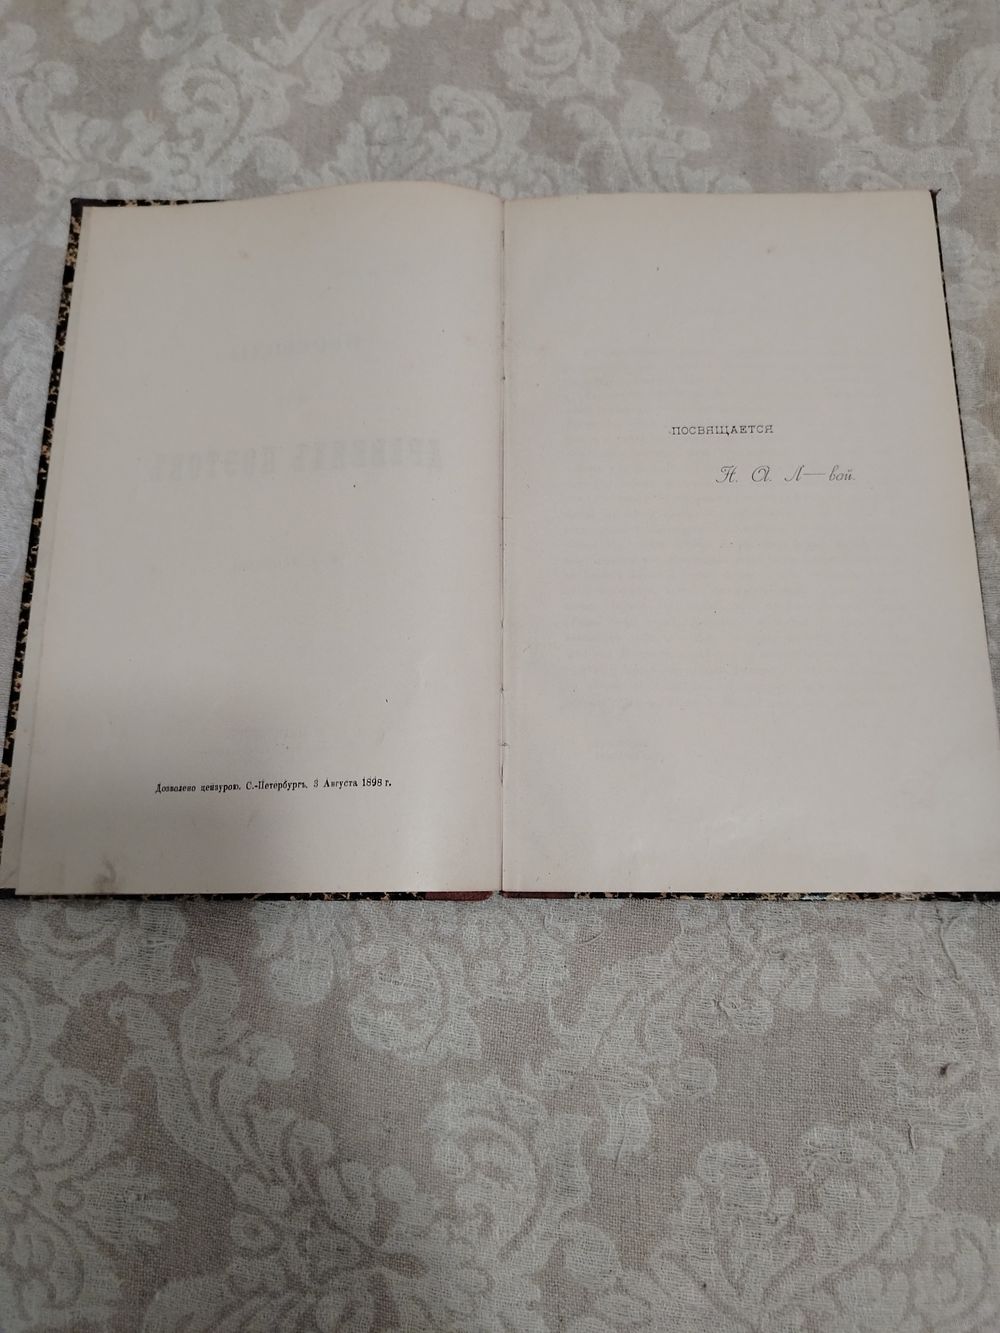 Дозволено цензурою. С.-Петербургъ, 3 Августа 1898 г.
ПОСВЯЩАЕТСЯ
Н. А. Л—вой.